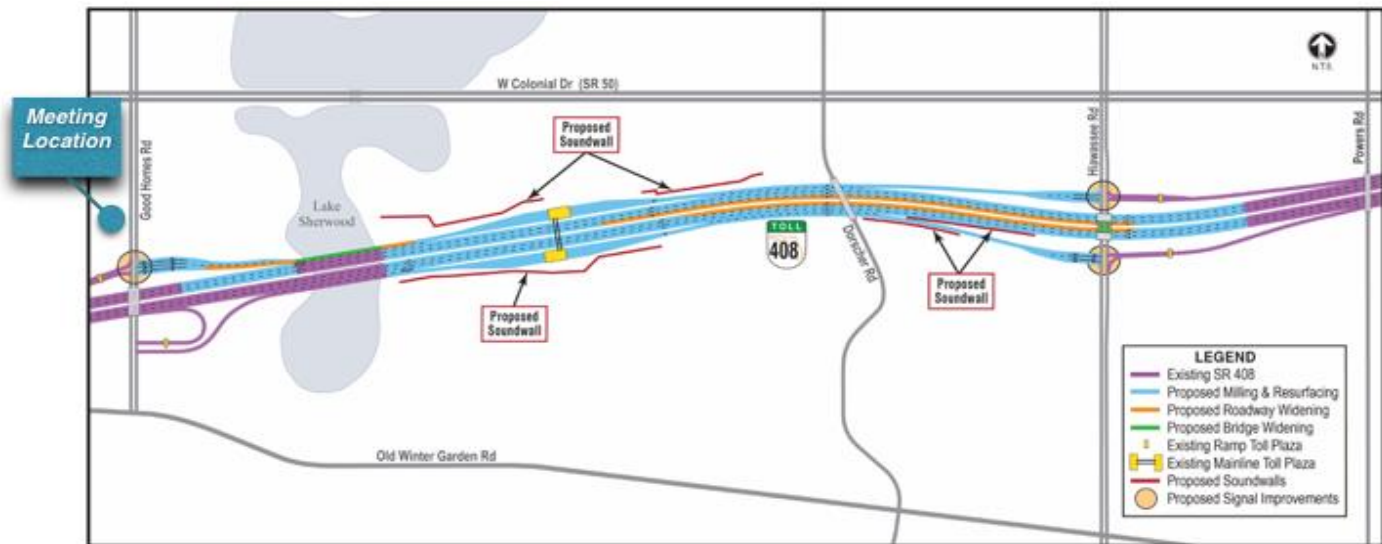 W Colonial Dr (SR 50)
N.T.S.
Meeting
Location
Good Homes Rd
Proposed
Soundwall
Hiawassee Rd
Powers Rd
Lake
Sherwood
TOLL
408
Dorscher Rd
Proposed
Soundwall
Proposed
Soundwall
Old Winter Garden Rd
LEGEND
Existing SR 408
Proposed Milling & Resurfacing
Proposed Roadway Widening
Proposed Bridge Widening
Existing Ramp Toll Plaza
Existing Mainline Toll Plaza
Proposed Soundwalls
Proposed Signal Improvements